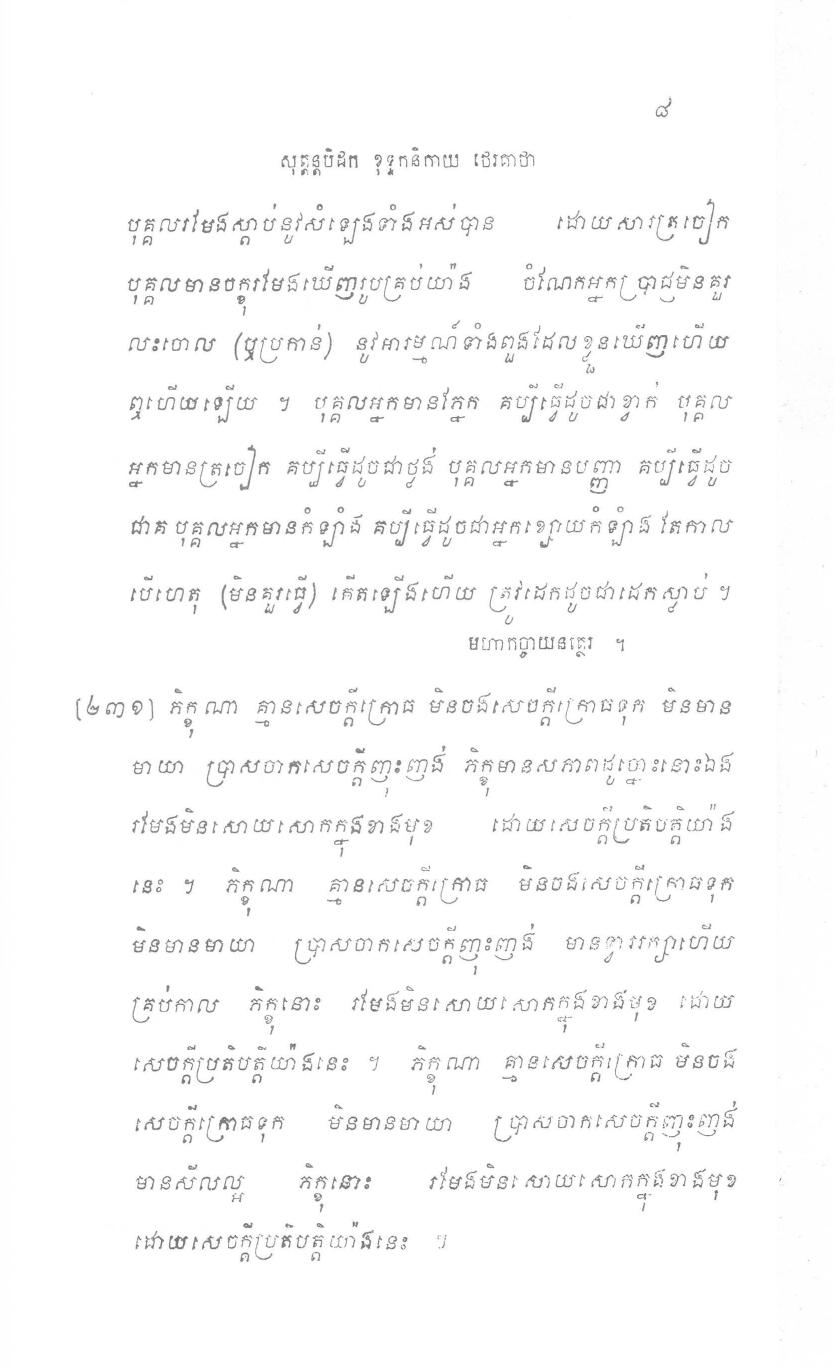 ៨
សុត្តន្តបិដក ខុទ្ទកនិកាយ ថេរគាថា
បុគ្គលរមែងស្តាប់នូវសំឡេងទាំងអស់បាន ដោយសារត្រចៀក
បុគ្គលមានចក្ខុរមែងឃើញរូបគ្រប់យ៉ាង ចំណែកអ្នកប្រាជ្ញមិនគួរ
លះចោល (ឬប្រកាន់) នូវអារម្មណ៍ទាំងពួងដែលខ្លួនឃើញហើយ
ឮហើយឡើយ ។ បុគ្គលអ្នកមានភ្នែក គប្បីធ្វើដូចជាខ្វាក់ បុគ្គល
អ្នកមានត្រចៀក គប្បីធ្វើដូចជាថ្លង់ បុគ្គលអ្នកមានបញ្ញា គប្បីធ្វើដូច
ជាគ បុគ្គលអ្នកមានកំឡាំង គប្បីធ្វើដូចជាអ្នកខ្សោយកំឡាំង តែកាល
បើហេតុ (មិនគួរធ្វើ) កើតឡើងហើយ ត្រូវដេកដូចជាដេកស្លាប់ ។
មហាកច្ចាយនត្ថេរ ។
[២៣១] ភិក្ខុណា គ្មានសេចក្តីក្រោធ មិនចងសេចក្តីក្រោធទុក មិនមាន
មាយា ប្រាសចាកសេចក្តីញុះញង់ ភិក្ខុមានសភាពដូច្នោះនោះឯង
រមែងមិនសោយសោកក្នុងខាងមុខ ដោយសេចក្តីប្រតិបត្តិយ៉ាង
នេះ ។ ភិក្ខុណា គ្មានសេចក្តីក្រោធ មិនចងសេចក្តីក្រោធទុក
មិនមានមាយា ប្រាសចាកសេចក្តីញុះញង់ មានទ្វាររក្សាហើយ
គ្រប់កាល ភិក្ខុនោះ រមែងមិនសោយសោកក្នុងខាងមុខ ដោយ
សេចក្តីប្រតិបត្តិយ៉ាងនេះ ។ ភិក្ខុណា គ្មានសេចក្តីក្រោធ មិនចង
សេចក្តីក្រោធទុក មិនមានមាយា ប្រាសចាកសេចក្តីញុះញង់
មានសីលល្អ ភិក្ខុនោះ រមែងមិនសោយសោកក្នុងខាងមុខ
ដោយសេចក្តីប្រតិបត្តិយ៉ាងនេះ ។